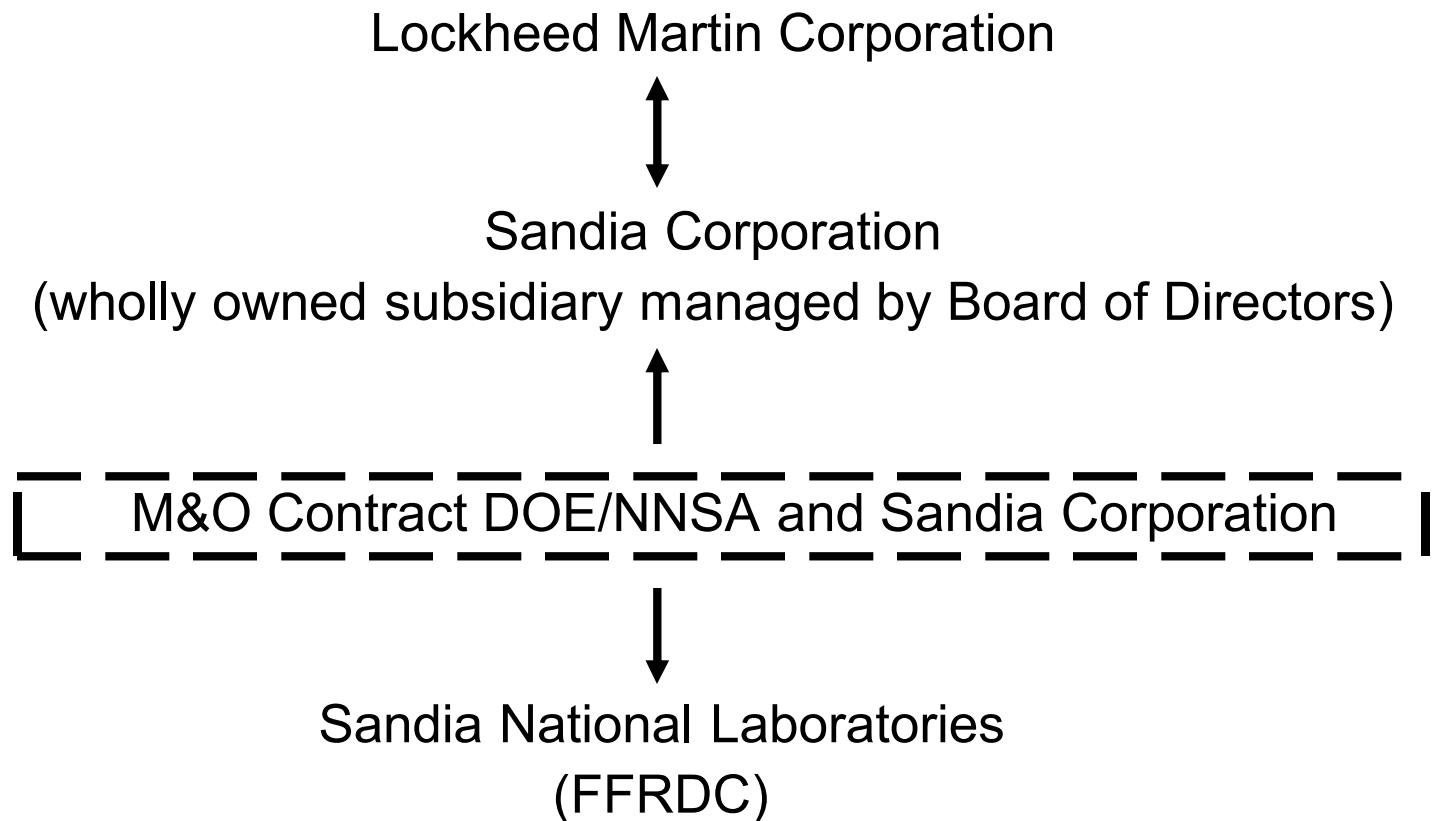 Lockheed Martin Corporation
Sandia Corporation
(wholly owned subsidiary managed by Board of Directors)
M&O Contract DOE/NNSA and Sandia Corporation
Sandia National Laboratories
(FFRDC)